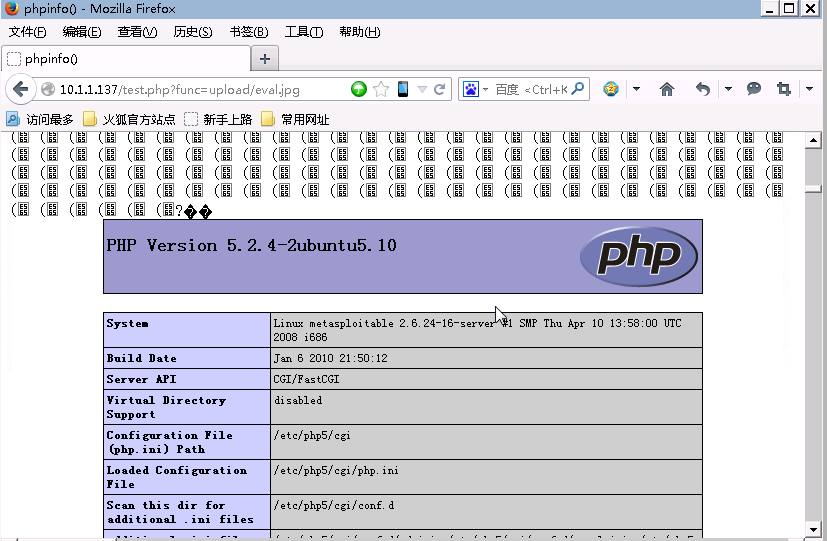 phpinfo() - Mozilla Firefox
文件(F) 编辑(E) 查看(V) 历史(S) 书签(B) 工具(T) 帮助(H)
phpinfo()
10.1.1.137/test.php?func=upload/eval.jpg
百度 <Ctrl+K
访问最多 火狐官方站点 新手上路 常用网址
PHP Version 5.2.4-2ubuntu5.10
php
System Linux metasploitable 2.6.24-16-server #1 SMP Thu Apr 10 13:58:00 UTC
2008 i686
Build Date Jan 6 2010 21:50:12
Server API CGI/FastCGI
Virtual Directory
Support disabled
Configuration File
(php.ini) Path /etc/php5/cgi
Loaded Configuration
File /etc/php5/cgi/php.ini
Scan this dir for
additional .ini files /etc/php5/cgi/conf.d